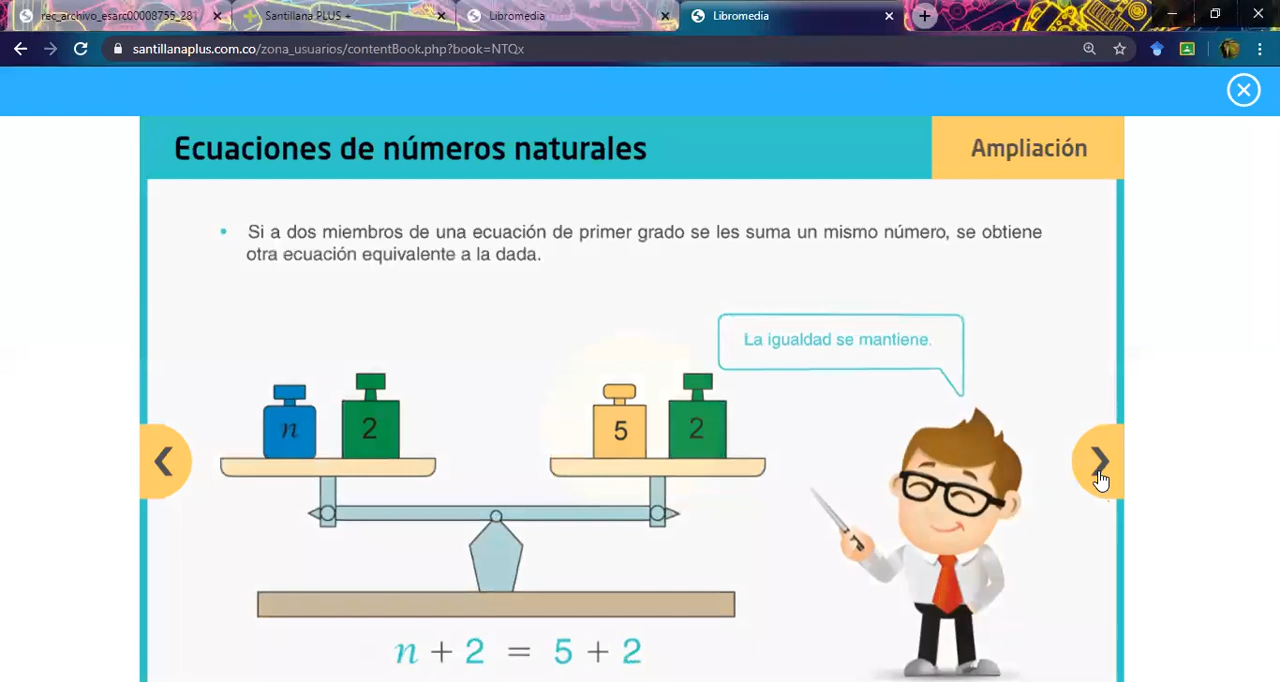 rec_archivo_esarc00008755_281
Santillana PLUS +
Libromedia
Libromedia
santillanaplus.com.co/zona_usuarios/contentBook.php?book=NTQx
Ecuaciones de números naturales
Ampliación
• Si a dos miembros de una ecuación de primer grado se les suma un mismo número, se obtiene
otra ecuación equivalente a la dada.
La igualdad se mantiene.
n 2 5 2
n + 2 = 5 + 2